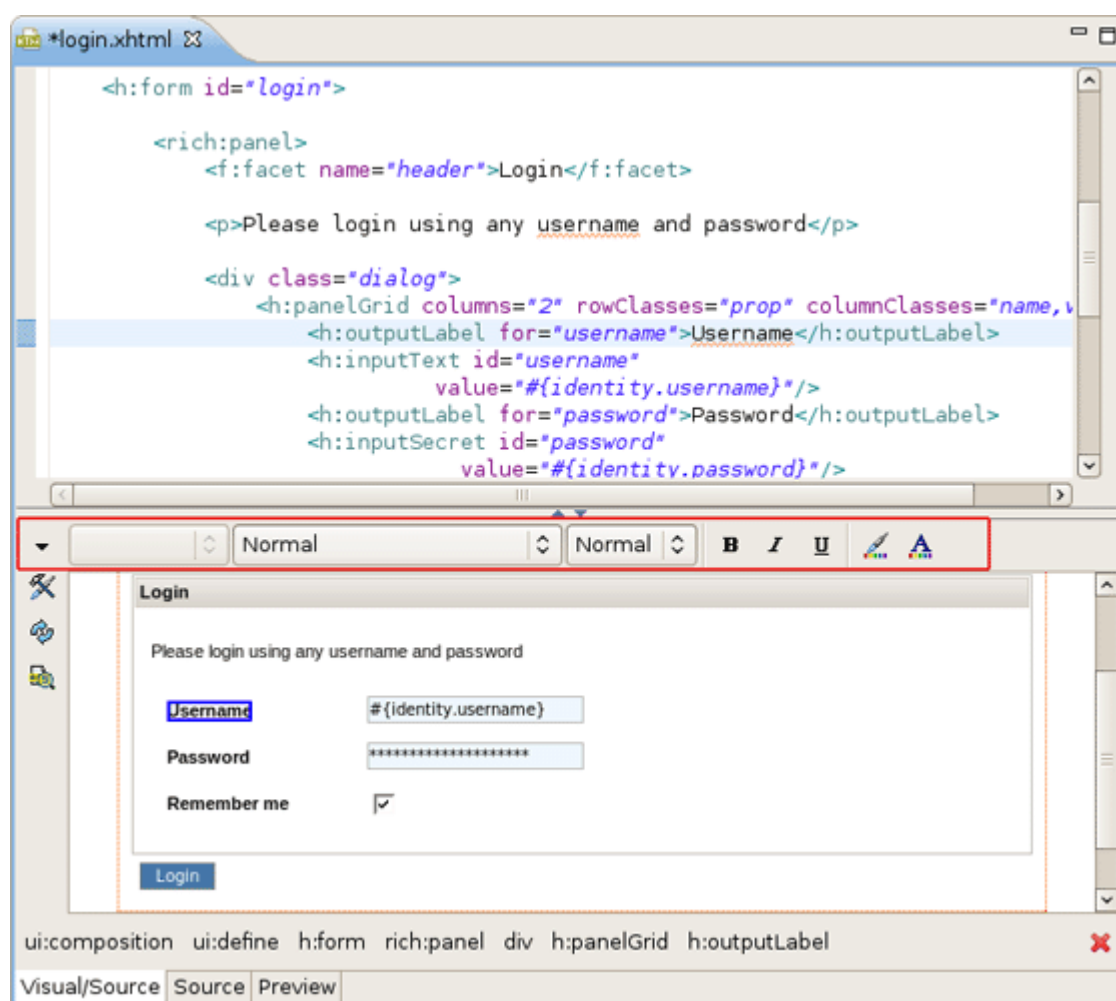 *login.xhtml
<h:form id="login">
<rich:panel>
<f:facet name="header">Login</f:facet>
<p>Please login using any username and password</p>
<div class="dialog">
<h:panelGrid columns="2" rowClasses="prop" columnClasses="name,v
<h:outputLabel for="username">Username</h:outputLabel>
<h:inputText id="username"
value="#{identity.username}"/>
<h:outputLabel for="password">Password</h:outputLabel>
<h:inputSecret id="password"
value="#{identity.password}"/>
Normal Normal B I U A
Login
Please login using any username and password
Username #{identity.username}
Password ********************
Remember me
Login
ui:composition ui:define h:form rich:panel div h:panelGrid h:outputLabel
Visual/Source Source Preview